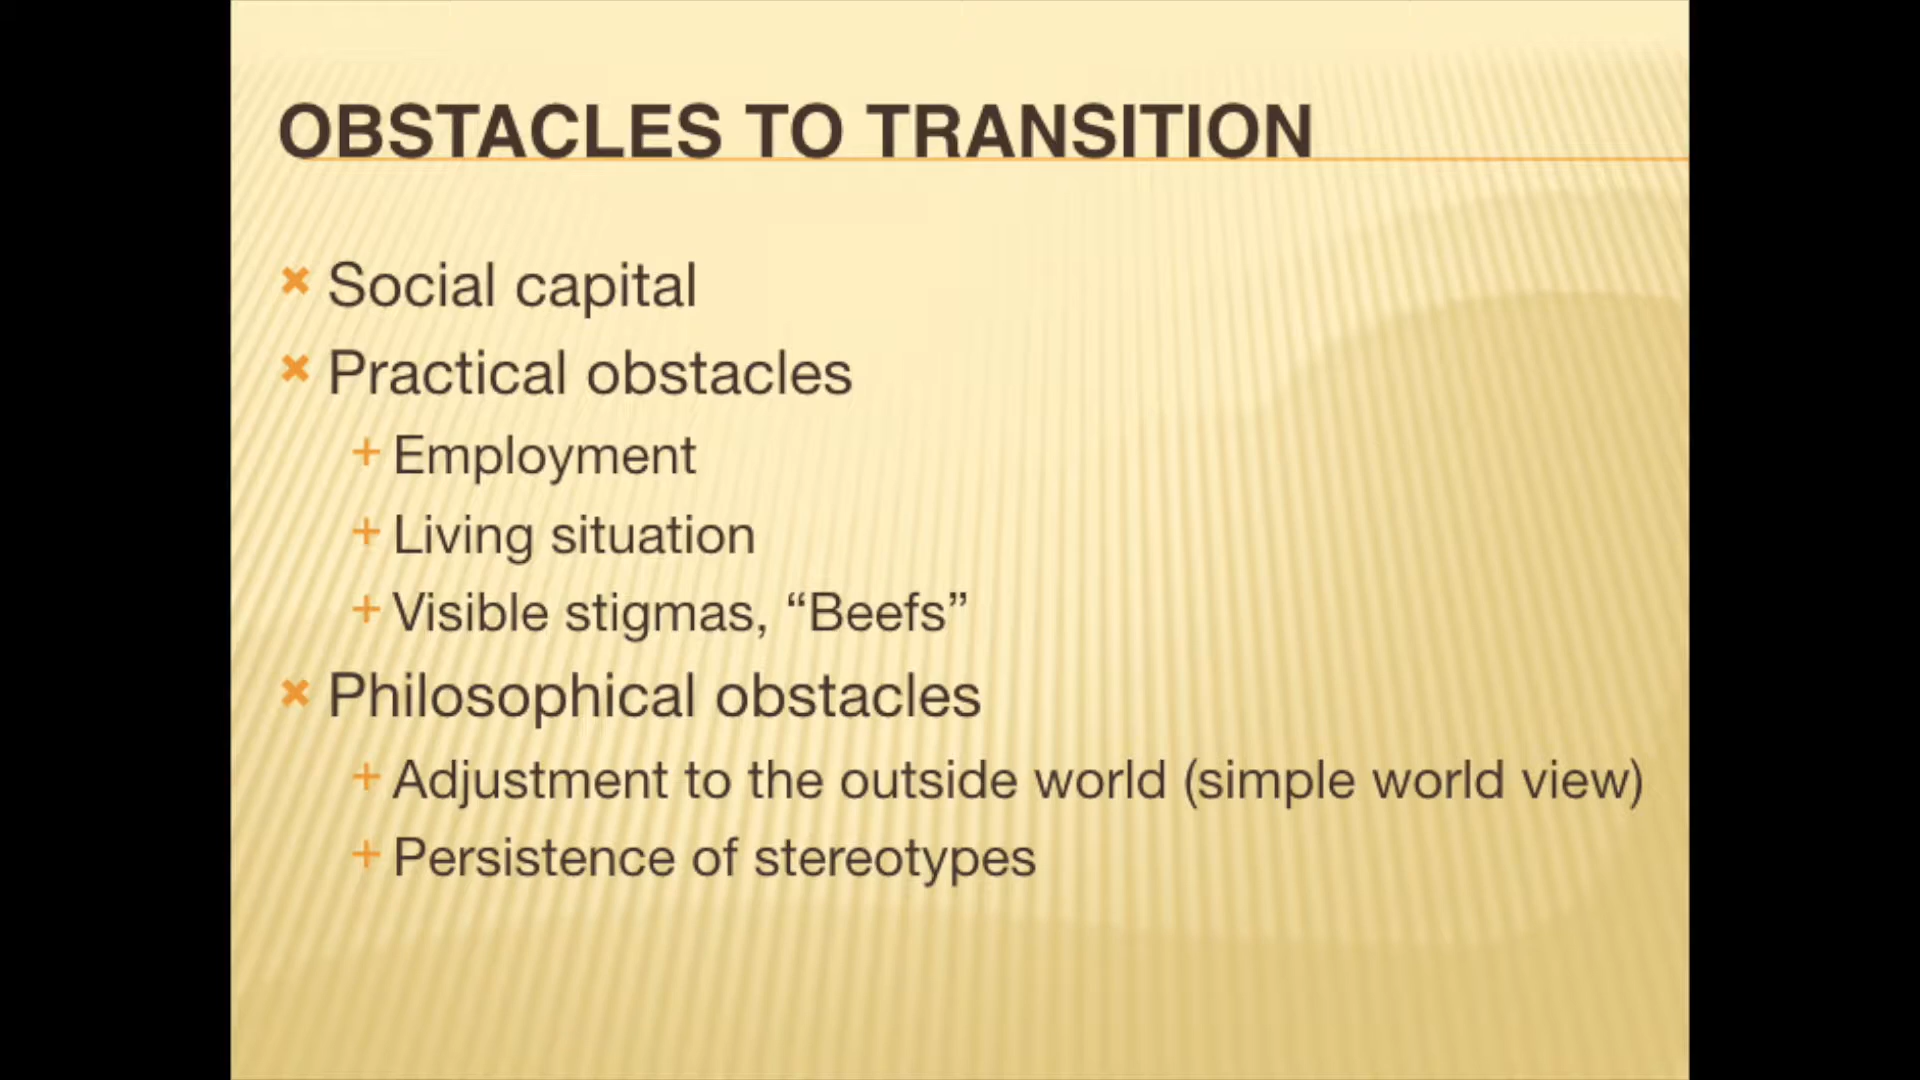 OBSTACLES TO TRANSITION
Social capital
Practical obstacles
Employment
Living situation
Visible stigmas, “Beefs”
Philosophical obstacles
Adjustment to the outside world (simple world view)
Persistence of stereotypes